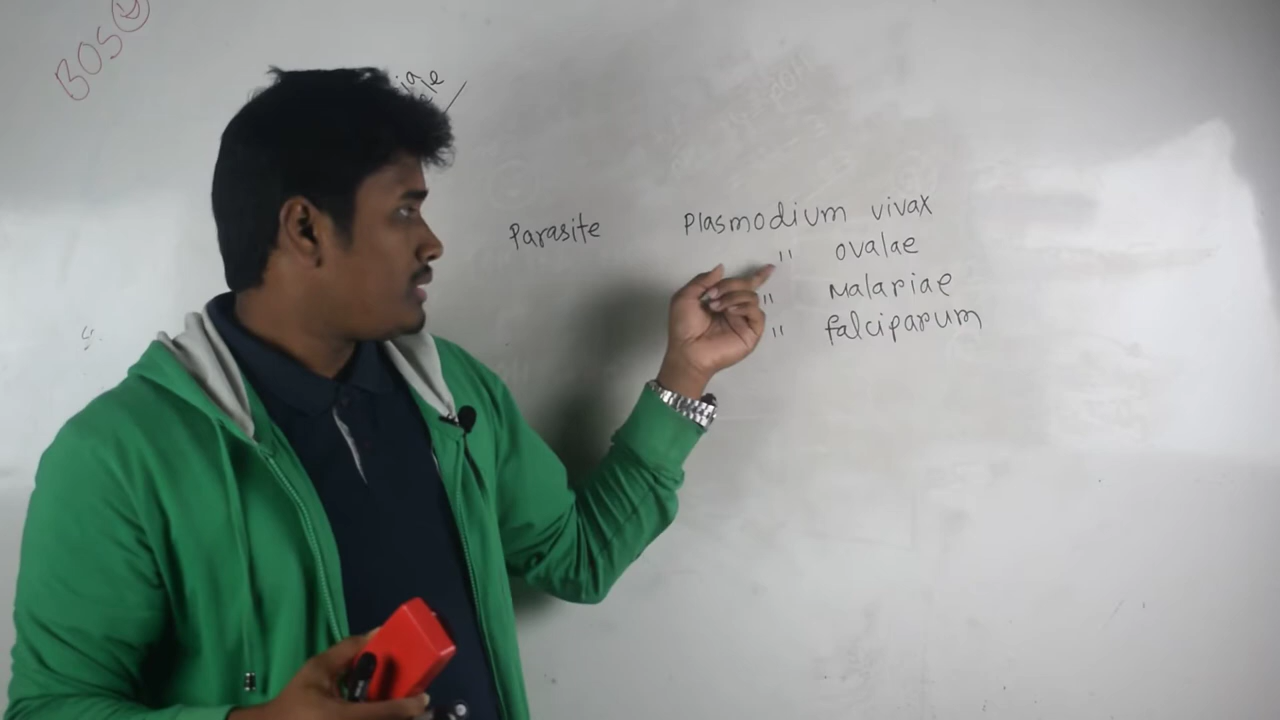 BOS
Parasite Plasmodium vivax
" ovalae
" Malariae
" falciparum